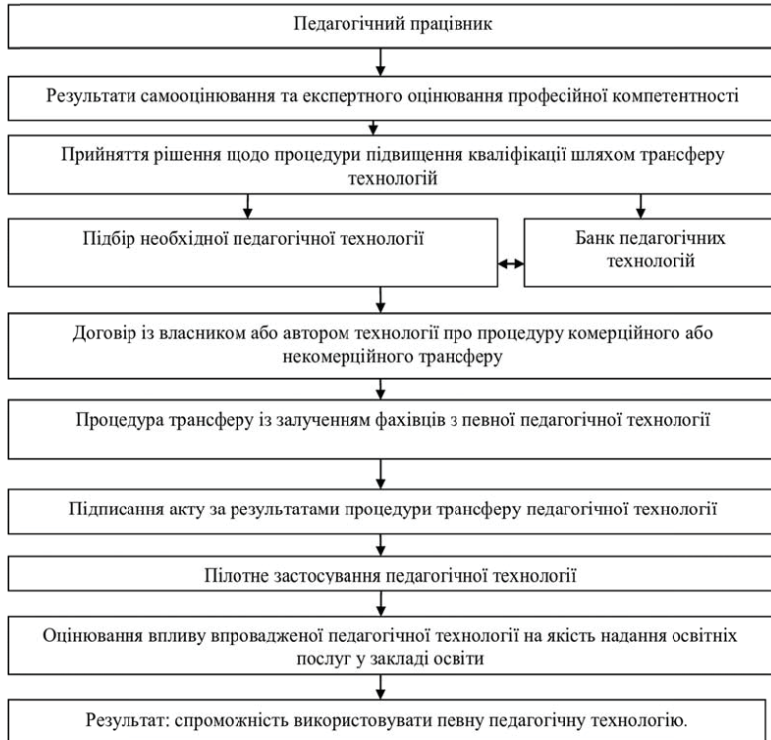 Педагогічний працівник
Результати самооцінювання та експертного оцінювання професійної компетентності
Прийняття рішення щодо процедури підвищення кваліфікації шляхом трансферу
технологій
Підбір необхідної педагогічної технології
Банк педагогічних
технологій
Договір із власником або автором технології про процедуру комерційного або
некомерційного трансферу
Процедура трансферу із залученням фахівців з певної педагогічної технології
Підписання акту за результатами процедури трансферу педагогічної технології
Пілотне застосування педагогічної технології
Оцінювання впливу впровадженої педагогічної технології на якість надання освітніх
послуг у закладі освіти
Результат: спроможність використовувати певну педагогічну технологію.